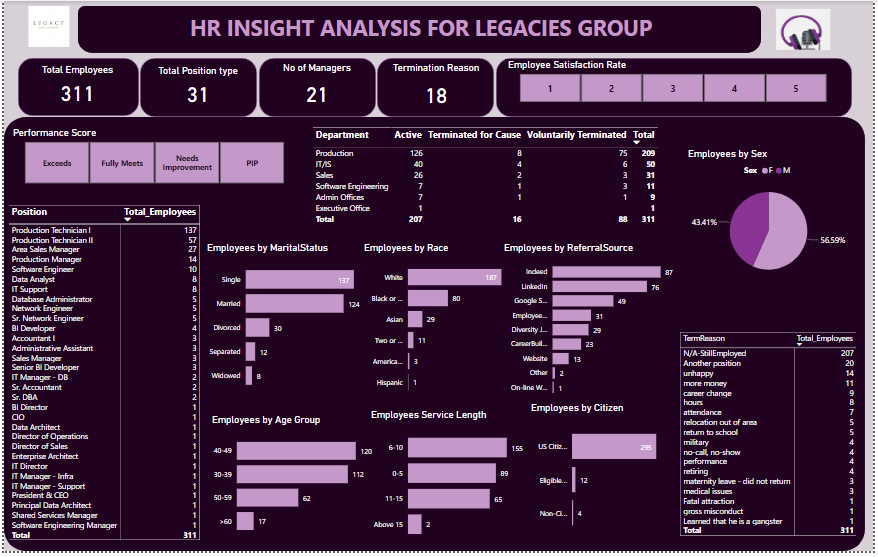 LEGACY
HR INSIGHT ANALYSIS FOR LEGACIES GROUP
Total Employees
311
Total Position type
31
No of Managers
21
Termination Reason
18
Employee Satisfaction Rate
1 2 3 4 5
Performance Score
Exceeds
Fully Meets
Needs Improvement
PIP
Department Active Terminated for Cause Voluntarily Terminated Total
Production 126 8 75 209
IT/IS 40 4 6 50
Sales 26 2 3 31
Software Engineering 7 1 3 11
Admin Offices 7 1 1 9
Executive Office 1 1
Total 207 16 88 311
Employees by Sex
Sex F M
43.41%
56.59%
Position Total_Employees
Production Technician I 137
Production Technician II 57
Area Sales Manager 27
Production Manager 14
Software Engineer 10
Data Analyst 8
IT Support 8
Database Administrator 5
Network Engineer 5
Sr. Network Engineer 5
BI Developer 4
Accountant I 3
Administrative Assistant 3
Sales Manager 3
Senior BI Developer 3
IT Manager - DB 2
Sr. Accountant 2
Sr. DBA 2
BI Director 1
CIO 1
Data Architect 1
Director of Operations 1
Director of Sales 1
Enterprise Architect 1
IT Director 1
IT Manager - Infra 1
IT Manager - Support 1
President & CEO 1
Principal Data Architect 1
Shared Services Manager 1
Software Engineering Manager 1
Total 311
Employees by MaritalStatus
Single 137
Married 124
Divorced 30
Separated 12
Widowed 8
Employees by Race
White 187
Black or ... 80
Asian 29
Two or ... 11
America... 3
Hispanic 1
Employees by ReferralSource
Indeed 87
LinkedIn 76
Google S... 49
Employee... 31
Diversity J... 29
CareerBuil... 23
Website 13
Other 2
On-line W... 1
Employees by Age Group
40-49 120
30-39 112
50-59 62
>60 17
Employees Service Length
6-10 155
0-5 89
11-15 65
Above 15 2
Employees by Citizen
US Citiz... 295
Eligible... 12
Non-Ci... 4
TermReason Total_Employees
N/A-StillEmployed 207
Another position 20
unhappy 14
more money 11
career change 9
hours 8
attendance 7
relocation out of area 5
return to school 5
military 4
no-call, no-show 4
performance 4
retiring 4
maternity leave - did not return 3
medical issues 3
Fatal attraction 1
gross misconduct 1
Learned that he is a gangster 1
Total 311